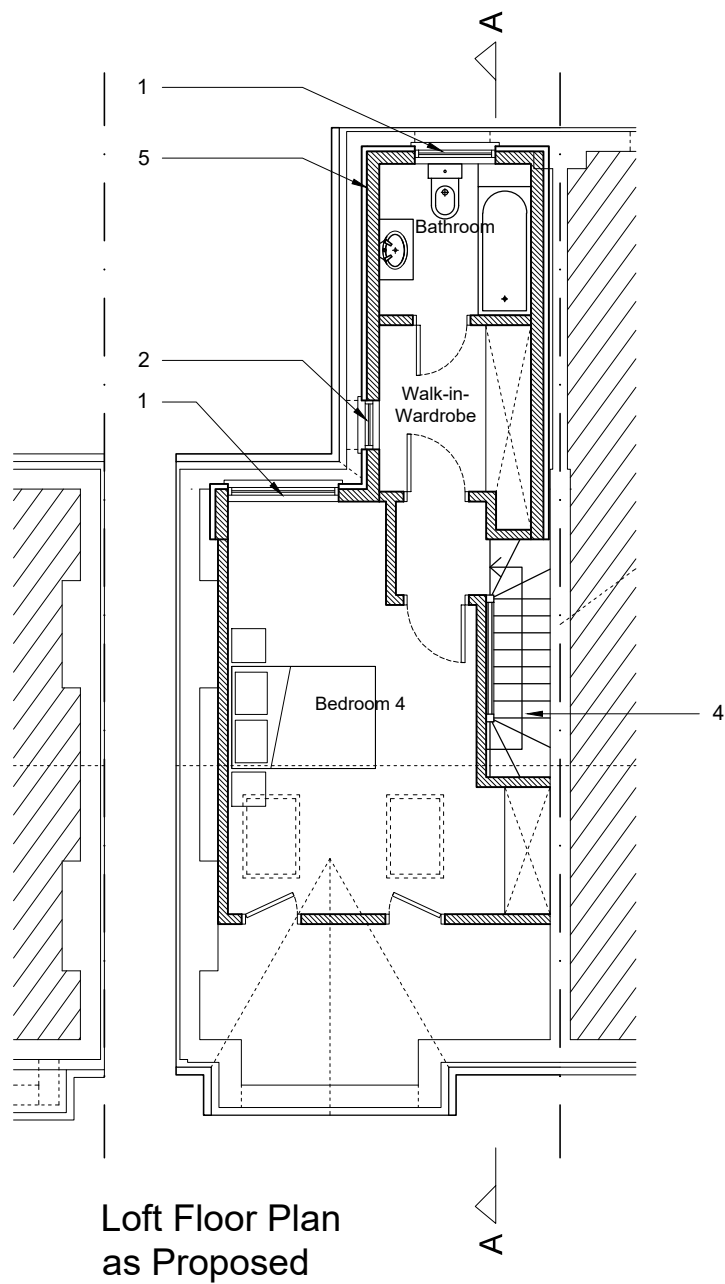 A
1
5
Bathroom
2
Walk-in-
Wardrobe
1
Bedroom 4
4
Loft Floor Plan
as Proposed
A